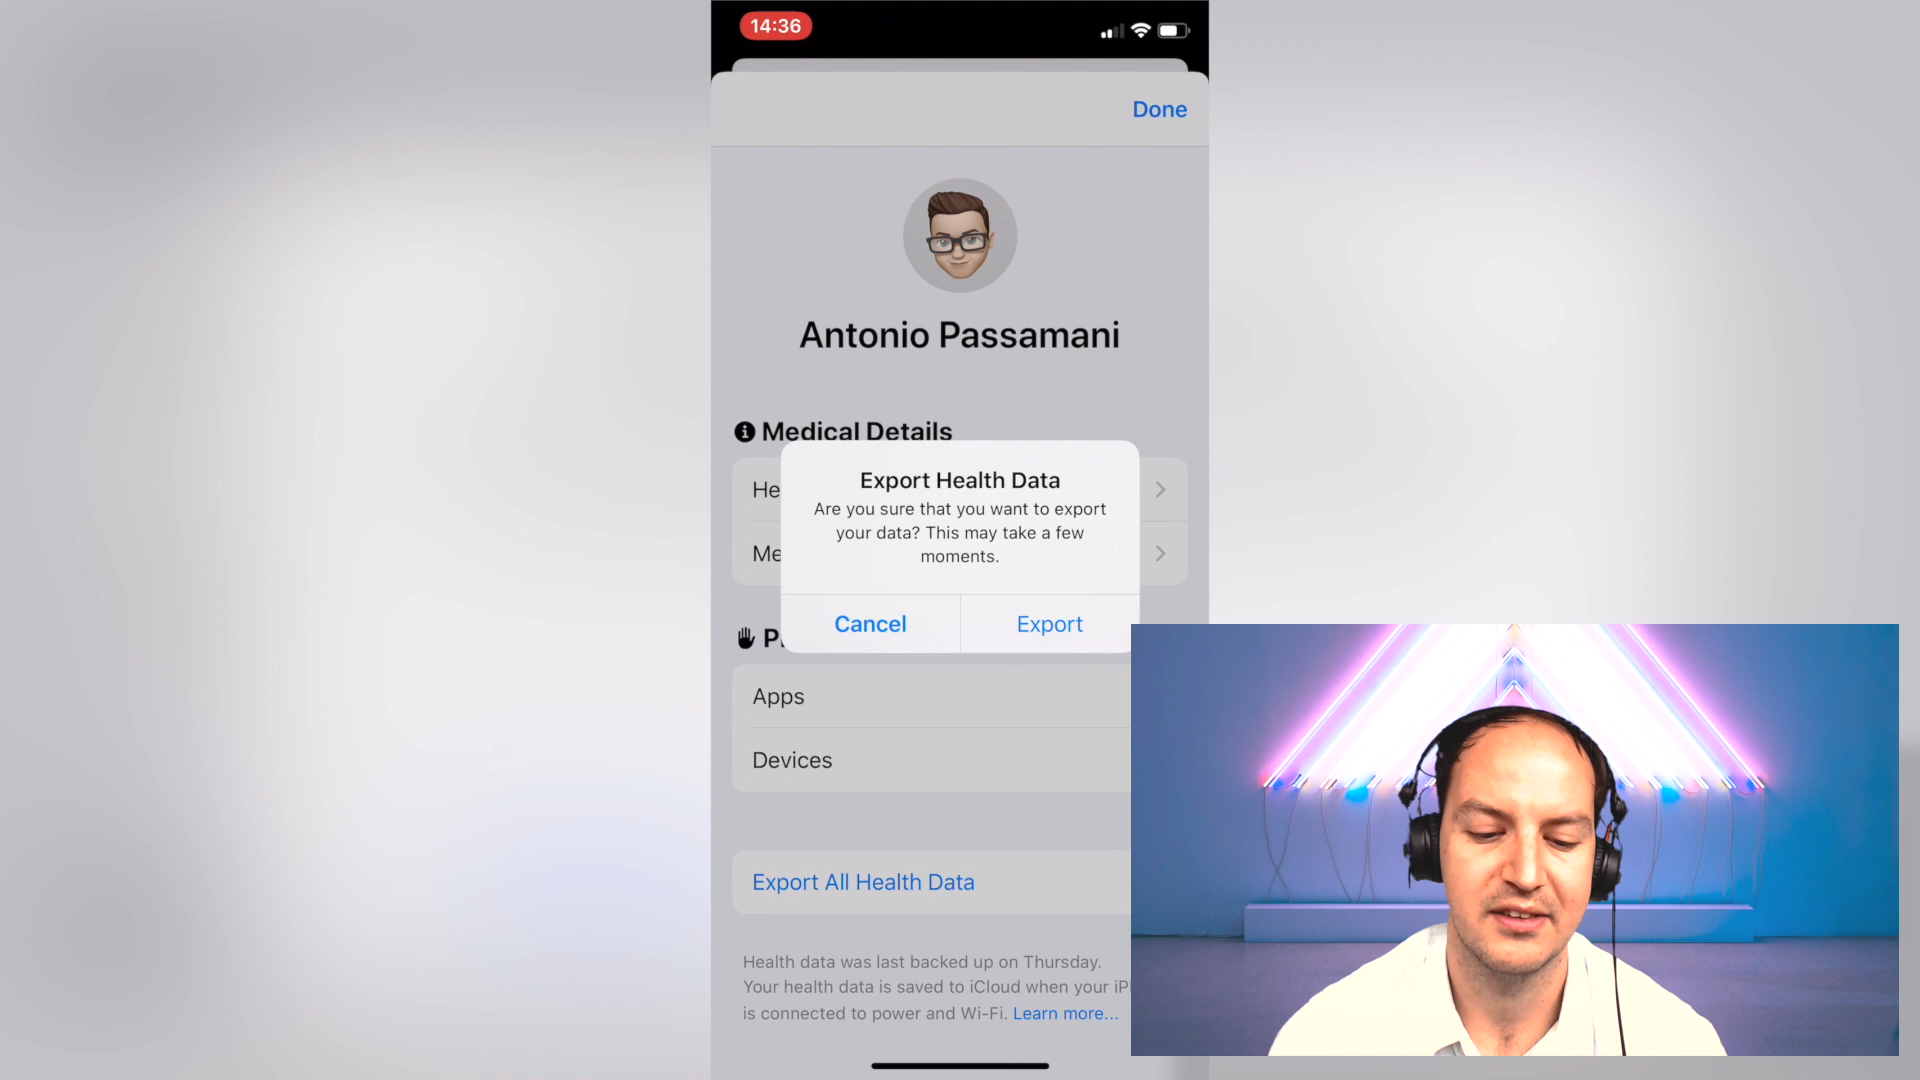 14:36
Done
Antonio Passamani
Medical Details
He
Export Health Data
Are you sure that you want to export
your data? This may take a few
moments.
Me
Cancel
Export
P
Apps
Devices
Export All Health Data
Health data was last backed up on Thursday.
Your health data is saved to iCloud when your iP
is connected to power and Wi-Fi. Learn more...